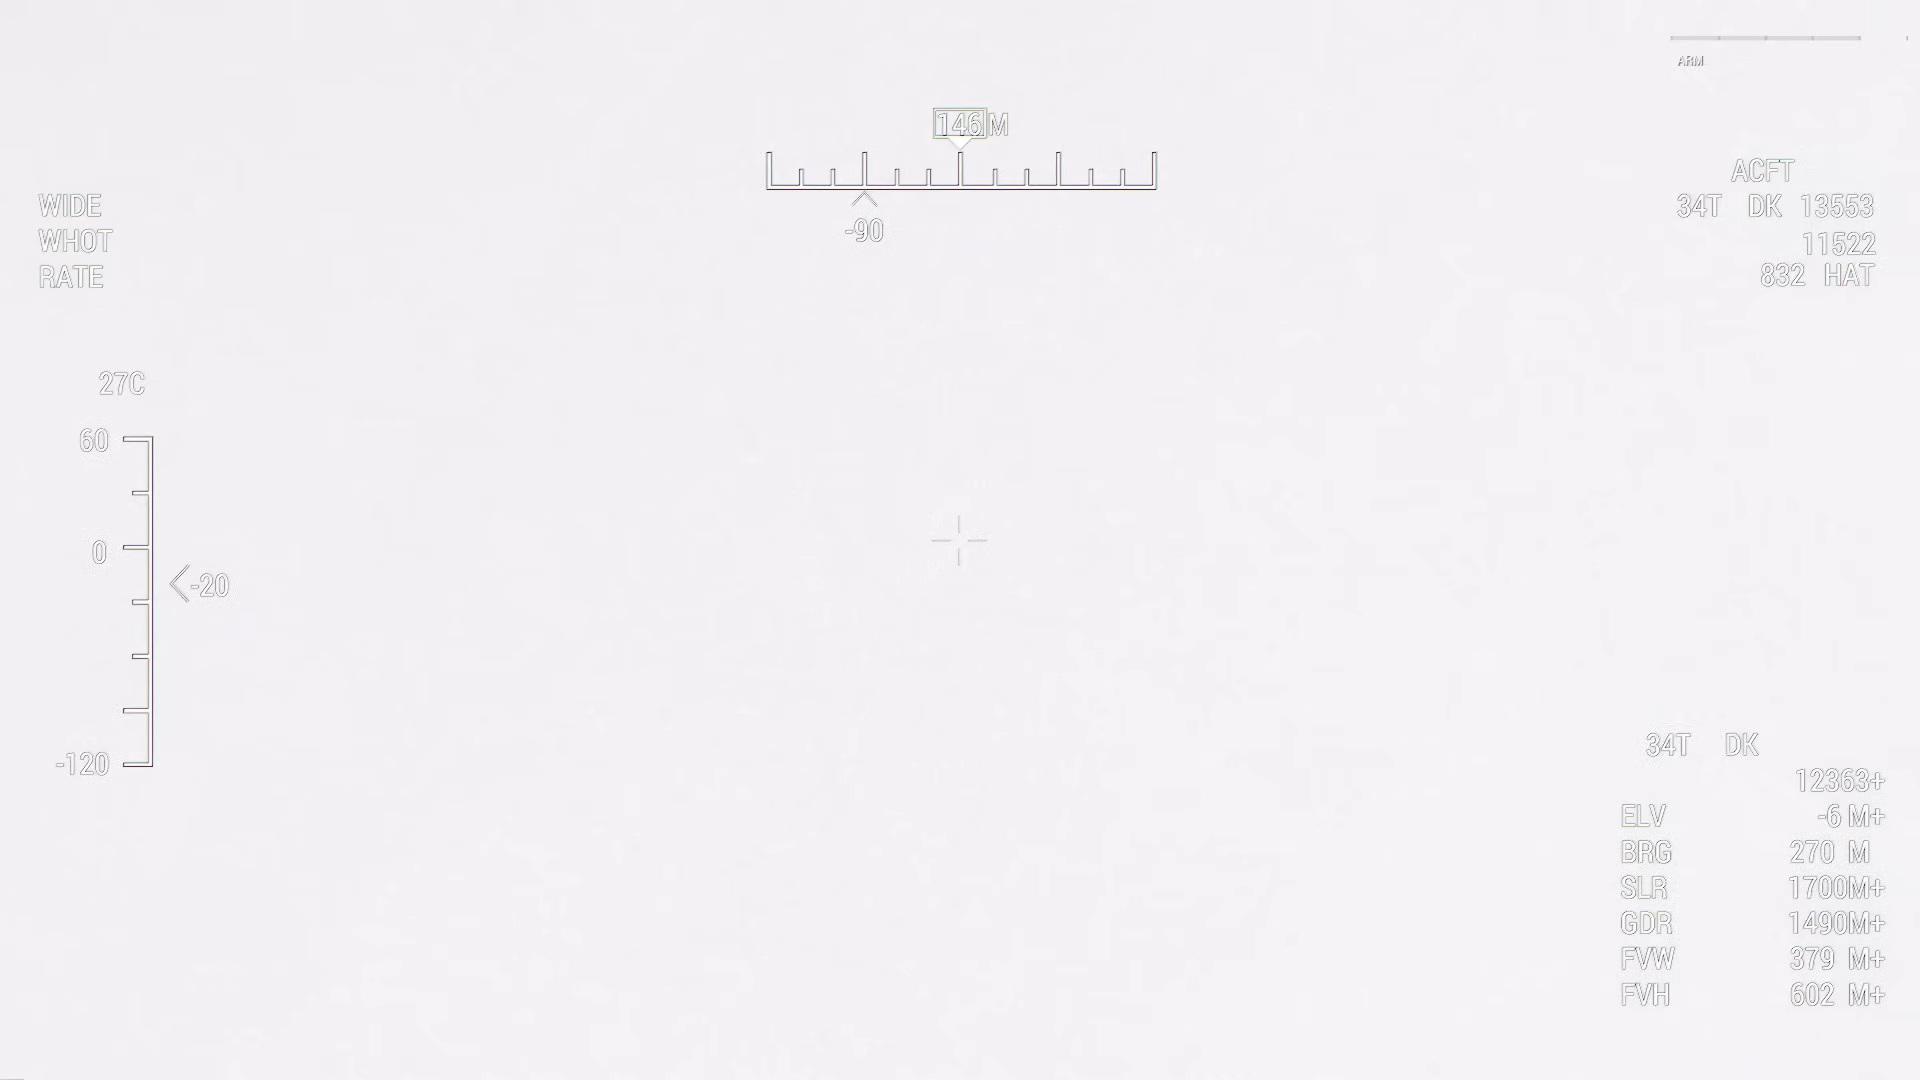 ARM
146 M
-90
WIDE
WHOT
RATE
ACFT
34T DK 13553
11522
832 HAT
27C
60
0
-20
-120
34T DK
12363+
ELV -6 M+
BRG 270 M
SLR 1700M+
GDR 1490M+
FVW 379 M+
FVH 602 M+